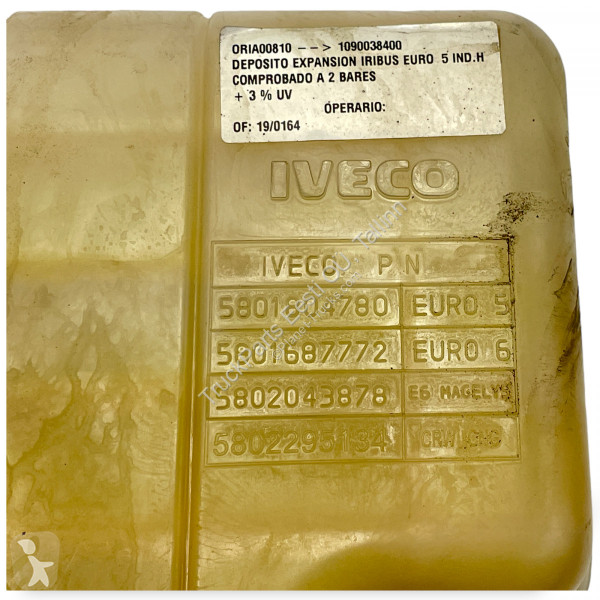 ORIA00810 --> 1090038400
DEPOSITO EXPANSION IRIBUS EURO 5 IND.H
COMPROBADO A 2 BARES
+ 3 % UV
OPERARIO:
OF: 19/0164
IVECO
IVECO PN
EURO 5
5801687772 EURO 6
5802043878 E6 MAGELYS
5802295134
TruckParts Eesti OÜ, Tallinn